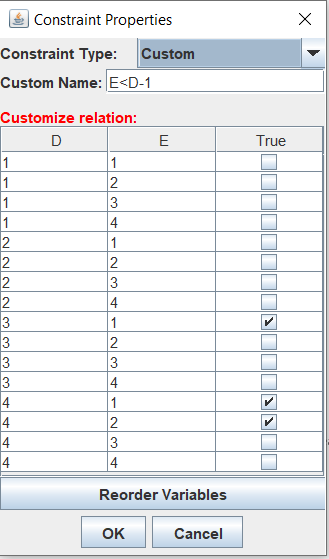 Constraint Properties
Constraint Type: Custom
Custom Name: E<D-1
Customize relation:
D E True
1 1
1 2
1 3
1 4
2 1
2 2
2 3
2 4
3 1
3 2
3 3
3 4
4 1
4 2
4 3
4 4
Reorder Variables
OK Cancel